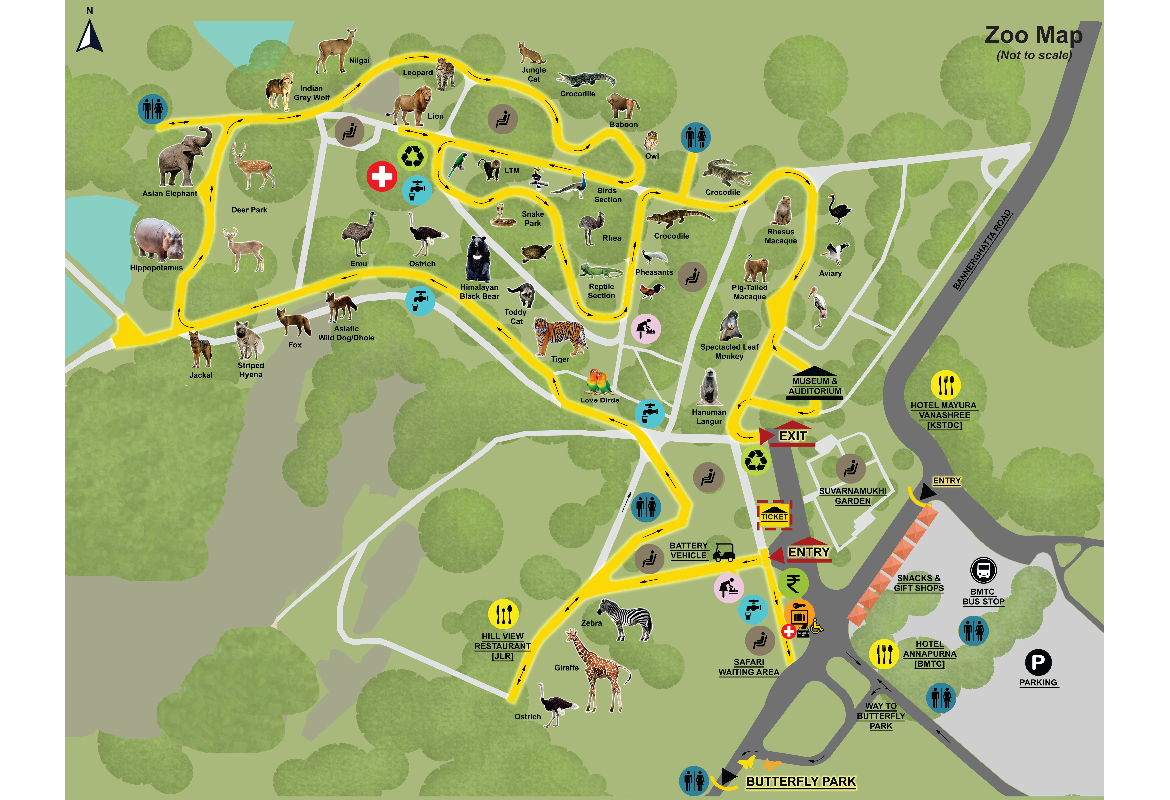 N
Zoo Map
(Not to scale)
Nilgai
Leopard
Jungle
Cat
Crocodile
Indian
Grey Wolf
Lion
Baboon
Owl
Asian Elephant
LTM
Birds
Section
Crocodile
Deer Park
Snake
Park
Rhea
Crocodile
Rhesus
Macaque
Hippopotamus
Emu
Ostrich
Himalayan
Black Bear
Reptile
Section
Pheasants
Aviary
Pig-Tailed
Macaque
BANNERGHATTA ROAD
Toddy
Cat
Asiatic
Wild Dog/Dhole
Fox
Striped
Hyena
Jackal
Tiger
Spectacled Leaf
Monkey
Love Birds
MUSEUM &
AUDITORIUM
Hanuman
Langur
HOTEL MAYURA
VANASHREE
[KSTDC]
EXIT
ENTRY
SUVARNAMUKHI
GARDEN
TICKET
BATTERY
VEHICLE
ENTRY
₹
SNACKS &
GIFT SHOPS
BMTC
BUS STOP
Zebra
HILL VIEW
RESTAURANT
[JLR]
Giraffe
SAFARI
WAITING AREA
HOTEL
ANNAPURNA
[BMTC]
P
PARKING
Ostrich
WAY TO
BUTTERFLY
PARK
BUTTERFLY PARK